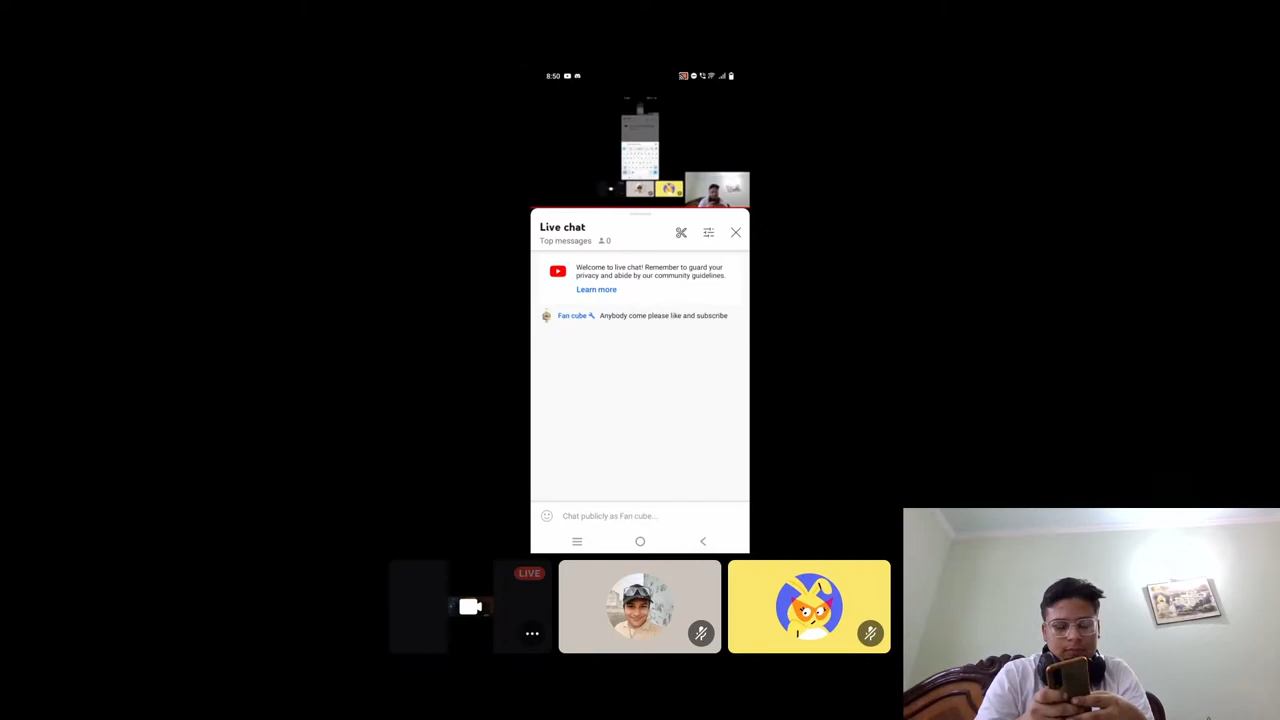 8:50
Live chat
Top messages 0
Welcome to live chat! Remember to guard your
privacy and abide by our community guidelines.
Learn more
Fan cube Anybody come please like and subscribe
Chat publicly as Fan cube...
LIVE